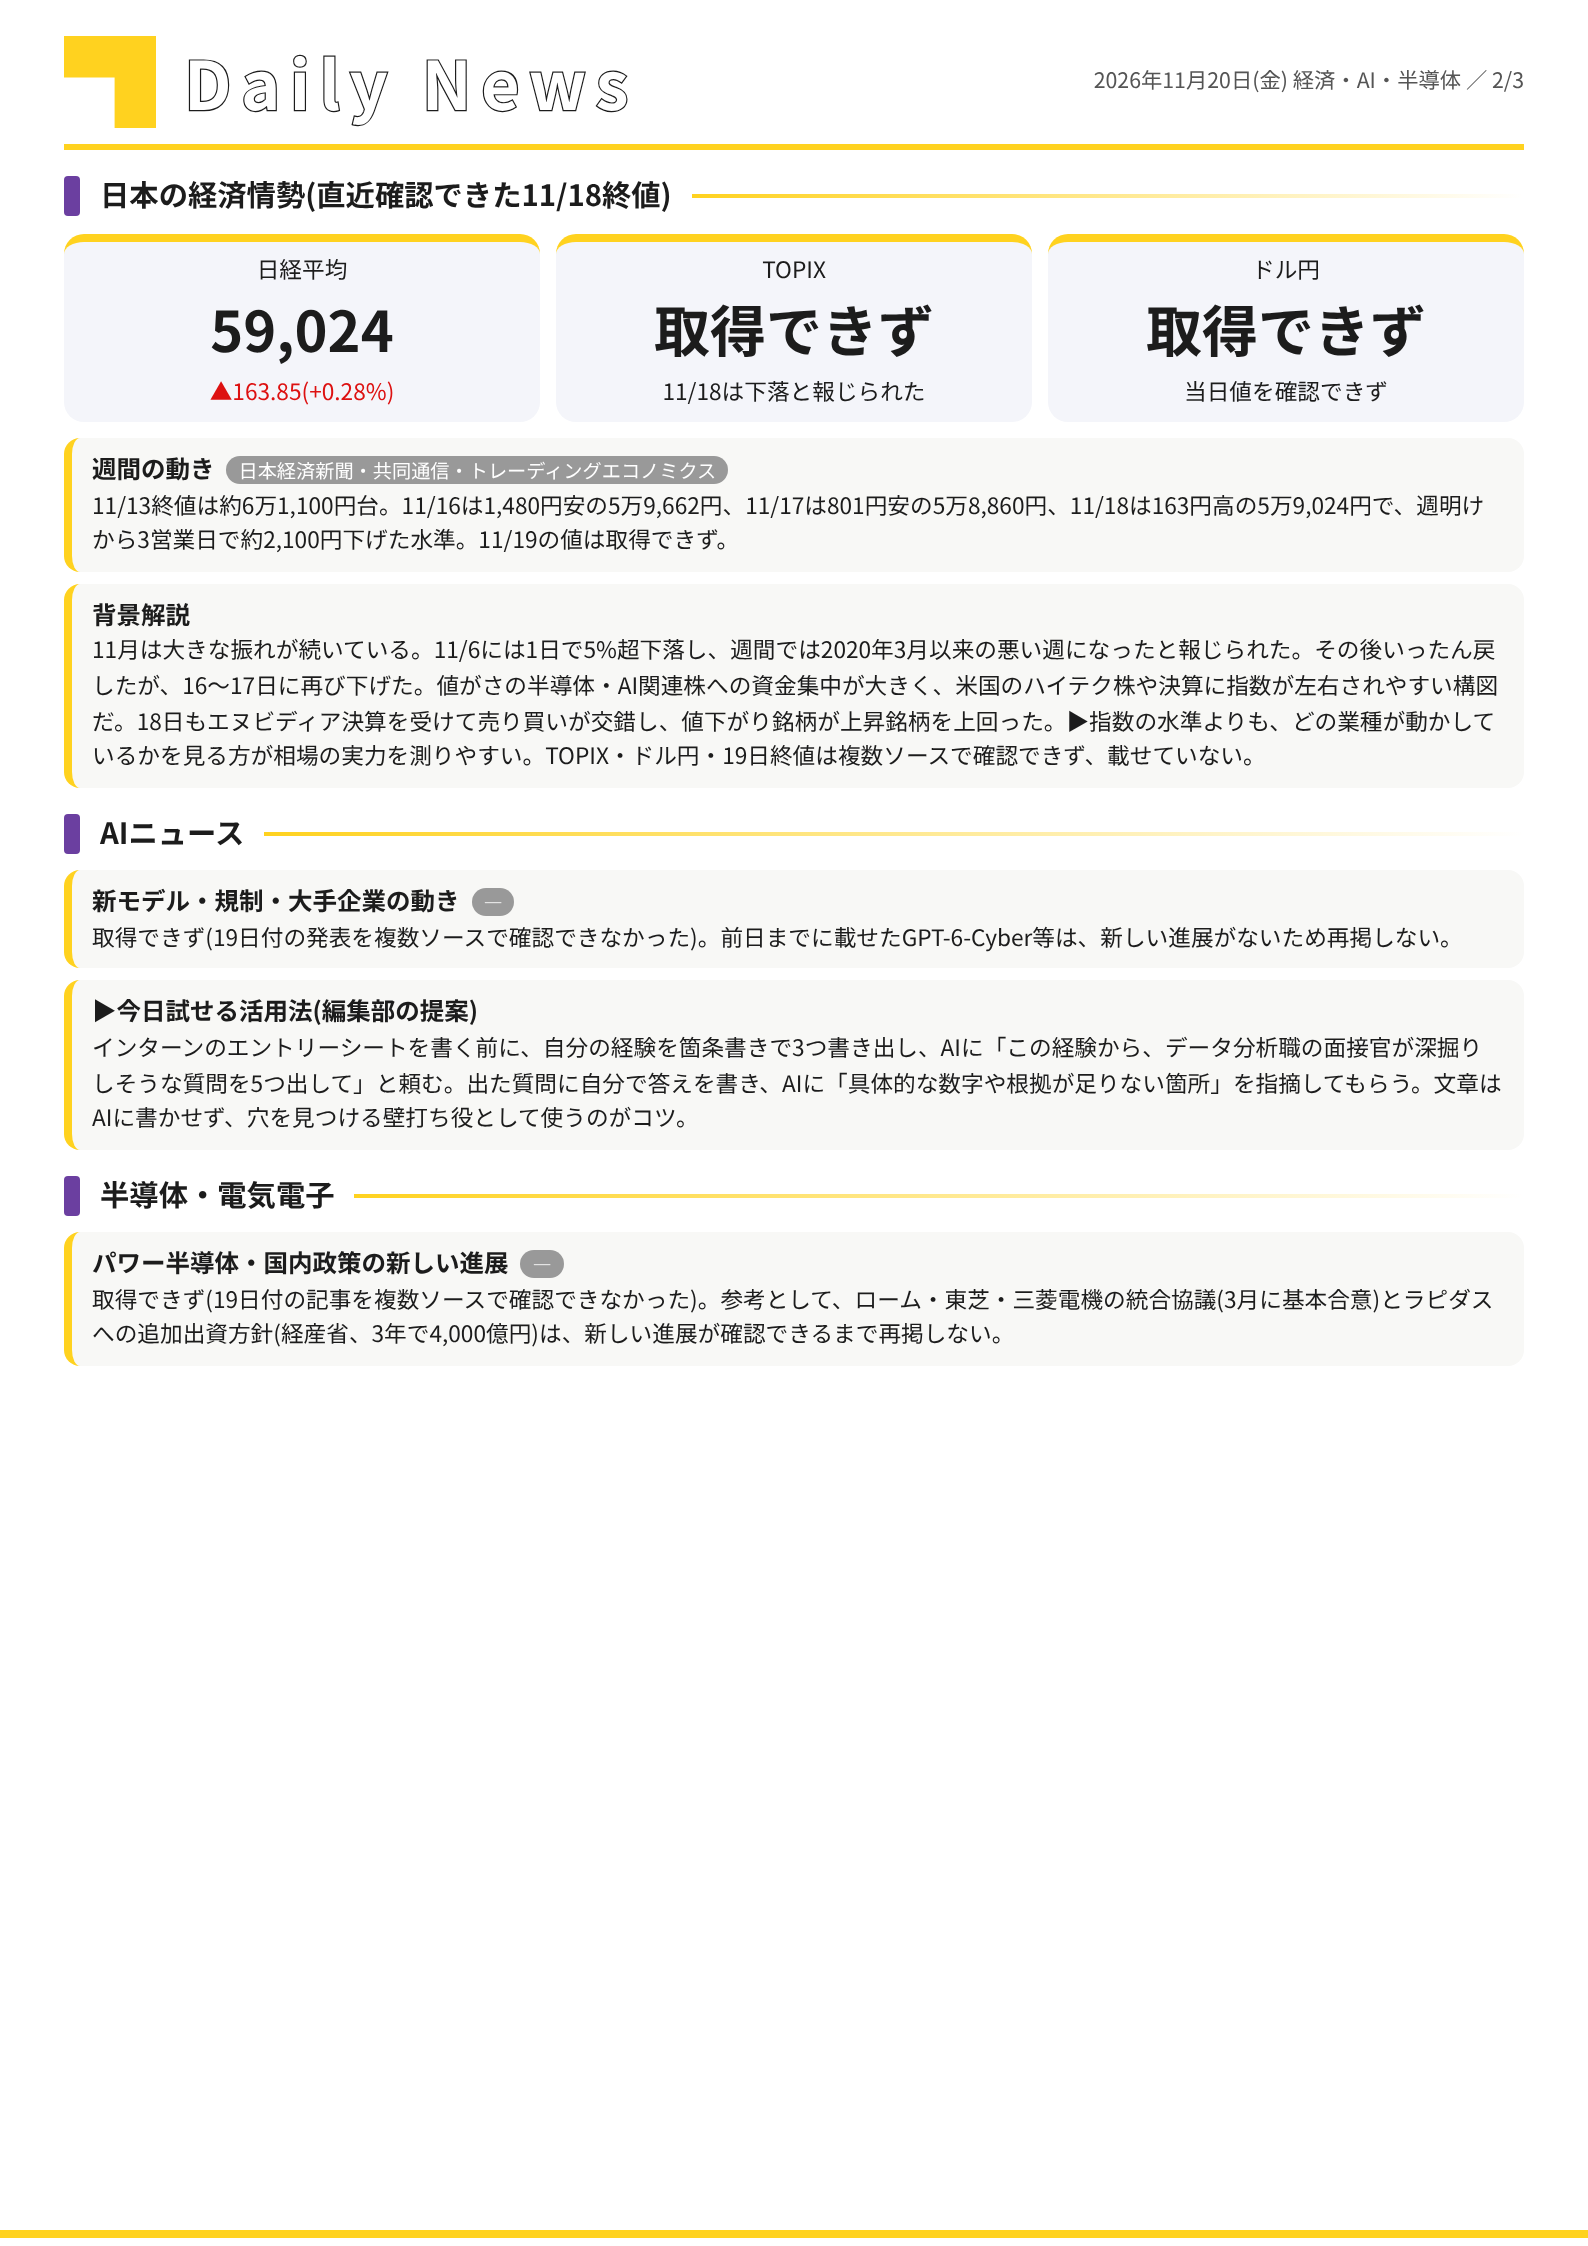 Daily News
2026年11月20日(金) 経済・AI・半導体 ／ 2/3
日本の経済情勢(直近確認できた11/18終値)
日経平均
59,024
▲163.85(+0.28%)
TOPIX
取得できず
11/18は下落と報じられた
ドル円
取得できず
当日値を確認できず
週間の動き 日本経済新聞・共同通信・トレーディングエコノミクス
11/13終値は約6万1,100円台。11/16は1,480円安の5万9,662円、11/17は801円安の5万8,860円、11/18は163円高の5万9,024円で、週明け
から3営業日で約2,100円下げた水準。11/19の値は取得できず。
背景解説
11月は大きな振れが続いている。11/6には1日で5%超下落し、週間では2020年3月以来の悪い週になったと報じられた。その後いったん戻
したが、16〜17日に再び下げた。値がさの半導体・AI関連株への資金集中が大きく、米国のハイテク株や決算に指数が左右されやすい構図
だ。18日もエヌビディア決算を受けて売り買いが交錯し、値下がり銘柄が上昇銘柄を上回った。▶指数の水準よりも、どの業種が動かして
いるかを見る方が相場の実力を測りやすい。TOPIX・ドル円・19日終値は複数ソースで確認できず、載せていない。
AIニュース
新モデル・規制・大手企業の動き —
取得できず(19日付の発表を複数ソースで確認できなかった)。前日までに載せたGPT-6-Cyber等は、新しい進展がないため再掲しない。
▶今日試せる活用法(編集部の提案)
インターンのエントリーシートを書く前に、自分の経験を箇条書きで3つ書き出し、AIに「この経験から、データ分析職の面接官が深掘り
しそうな質問を5つ出して」と頼む。出た質問に自分で答えを書き、AIに「具体的な数字や根拠が足りない箇所」を指摘してもらう。文章は
AIに書かせず、穴を見つける壁打ち役として使うのがコツ。
半導体・電気電子
パワー半導体・国内政策の新しい進展 —
取得できず(19日付の記事を複数ソースで確認できなかった)。参考として、ローム・東芝・三菱電機の統合協議(3月に基本合意)とラピダス
への追加出資方針(経産省、3年で4,000億円)は、新しい進展が確認できるまで再掲しない。